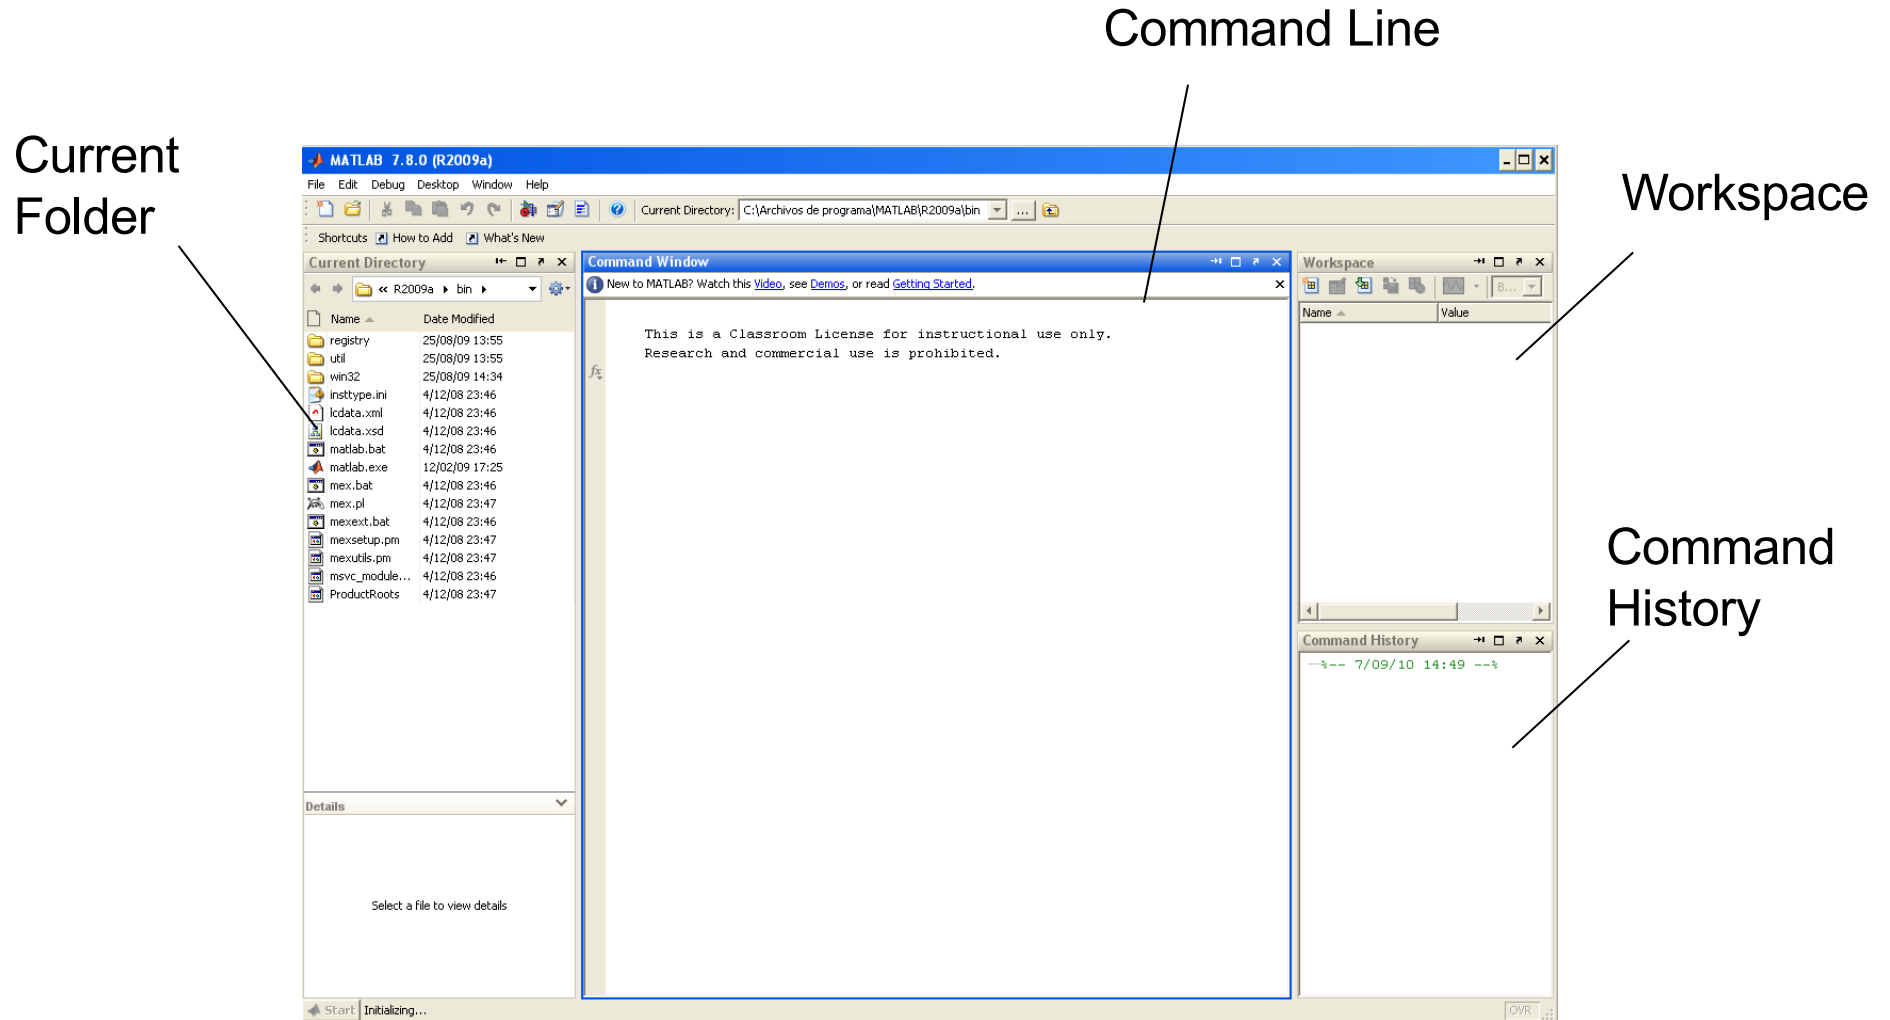 Command Line
Current
Folder
Workspace
Command
History
MATLAB 7.8.0 (R2009a)
File Edit Debug Desktop Window Help
Current Directory: C:\Archivos de programa\MATLAB\R2009a\bin ...
Shortcuts How to Add What's New
Current Directory
« R2009a bin
Name Date Modified
registry 25/08/09 13:55
util 25/08/09 13:55
win32 25/08/09 14:34
insttype.ini 4/12/08 23:46
lcdata.xml 4/12/08 23:46
lcdata.xsd 4/12/08 23:46
matlab.bat 4/12/08 23:46
matlab.exe 12/02/09 17:25
mex.bat 4/12/08 23:46
mex.pl 4/12/08 23:47
mexext.bat 4/12/08 23:46
mexsetup.pm 4/12/08 23:47
mexutils.pm 4/12/08 23:47
msvc_module... 4/12/08 23:46
ProductRoots 4/12/08 23:47
Details
Select a file to view details
Command Window
New to MATLAB? Watch this Video, see Demos, or read Getting Started.
This is a Classroom License for instructional use only.
Research and commercial use is prohibited.
fx
Workspace
B...
Name Value
Command History
%-- 7/09/10 14:49 --%
Start Initializing...
OVR